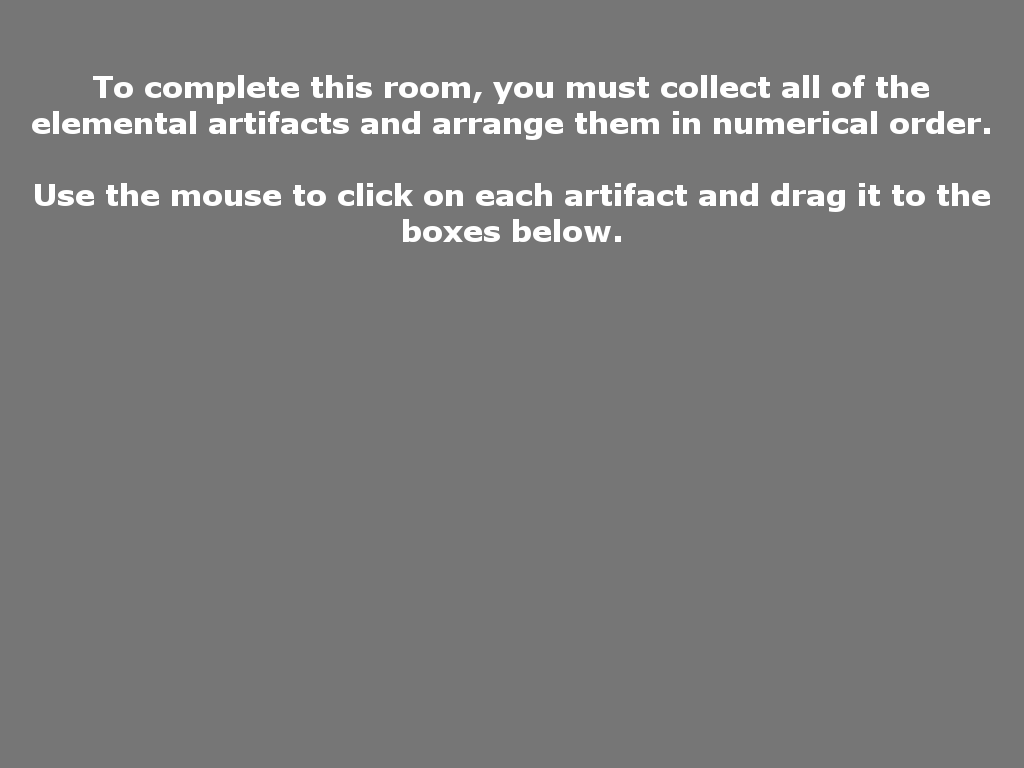 To complete this room, you must collect all of the
elemental artifacts and arrange them in numerical order.
Use the mouse to click on each artifact and drag it to the
boxes below.